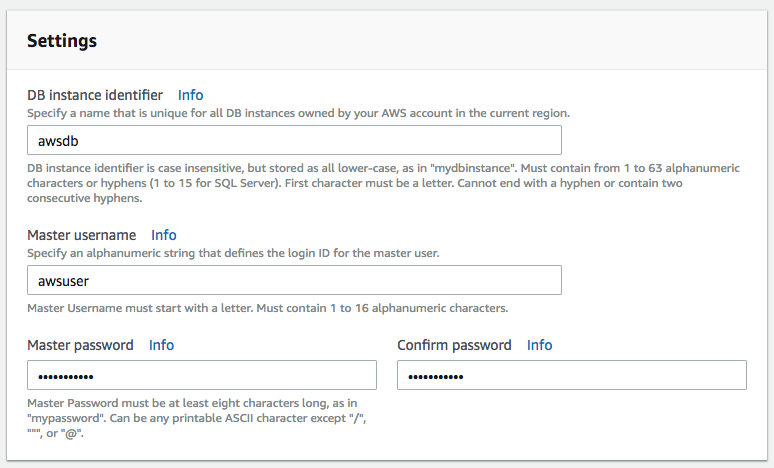 Settings
DB instance identifier Info
Specify a name that is unique for all DB instances owned by your AWS account in the current region.
awsdb
DB instance identifier is case insensitive, but stored as all lower-case, as in "mydbinstance". Must contain from 1 to 63 alphanumeric
characters or hyphens (1 to 15 for SQL Server). First character must be a letter. Cannot end with a hyphen or contain two
consecutive hyphens.
Master username Info
Specify an alphanumeric string that defines the login ID for the master user.
awsuser
Master Username must start with a letter. Must contain 1 to 16 alphanumeric characters.
Master password Info
•••••••••••
Master Password must be at least eight characters long, as in
"mypassword". Can be any printable ASCII character except "/",
""", or "@".
Confirm password Info
•••••••••••